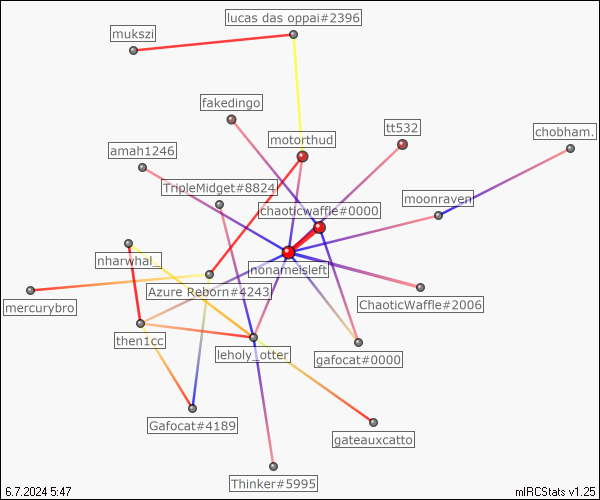 lucas das oppai#2396
mukszi
fakedingo
tt532
chobham.
motorthud
amah1246
TripleMidget#8824
moonraven
chaoticwaffle#0000
nharwhal_
nonameisleft
Azure Reborn#4243
ChaoticWaffle#2006
mercurybro
then1cc
leholy_otter
gafocat#0000
Gafocat#4189
gateauxcatto
Thinker#5995
6.7.2024 5:47
mIRCStats v1.25